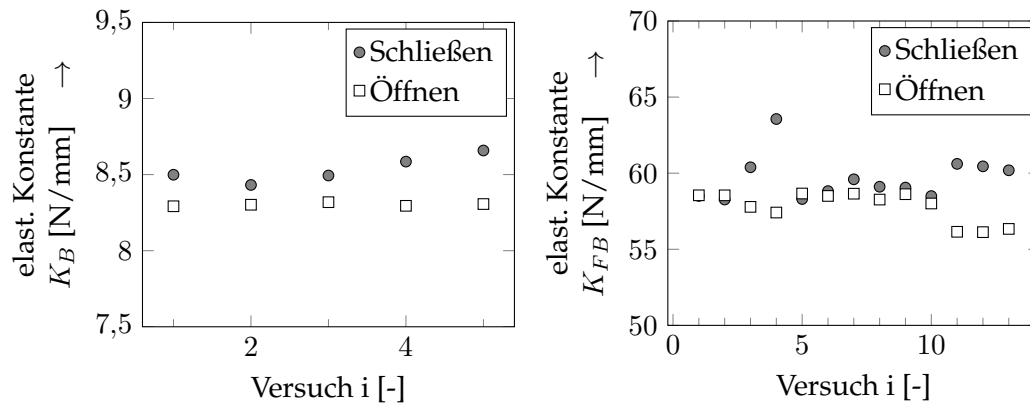 9,5
9
8,5
8
7,5
2
4
Versuch i [-]
elast. Konstante
K_B [N/mm] →
Schließen
Öffnen
70
65
60
55
50
0
5
10
Versuch i [-]
elast. Konstante
K_FB [N/mm] →
Schließen
Öffnen